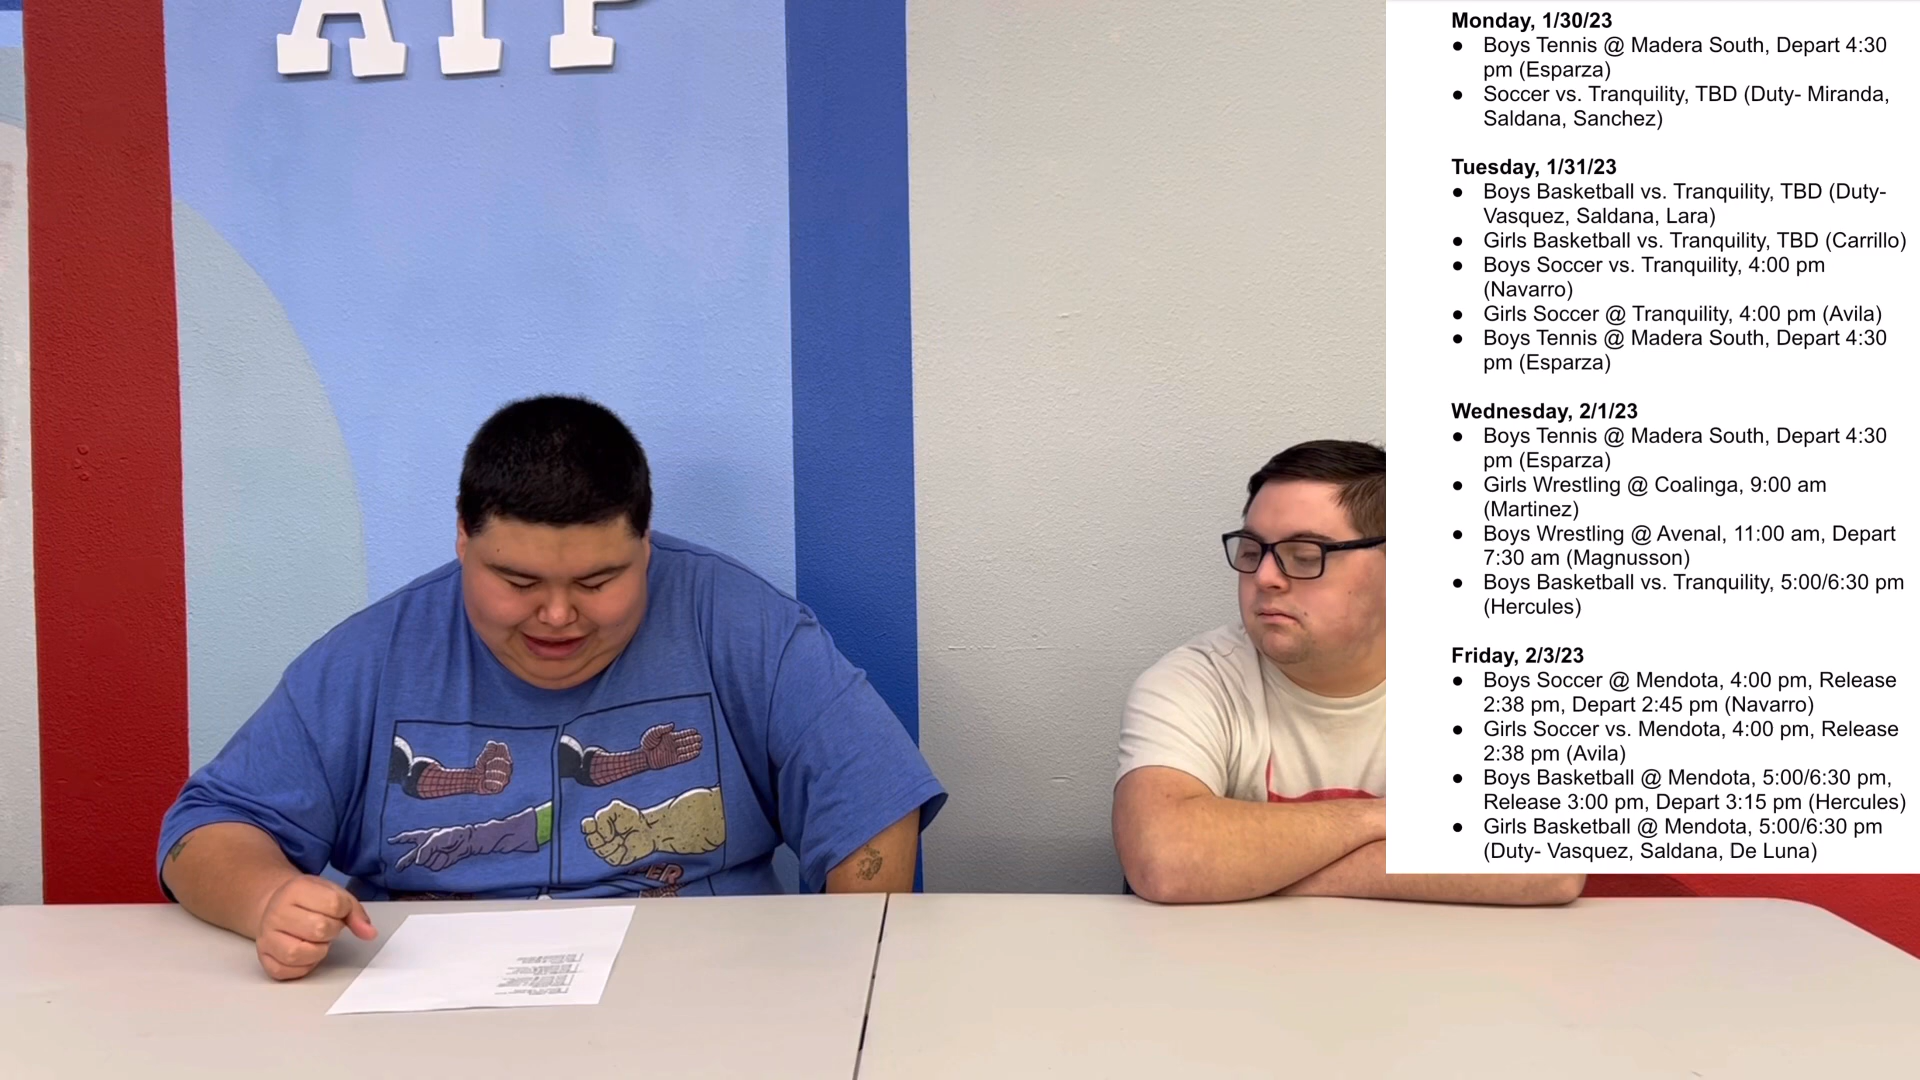 ATP
Monday, 1/30/23
● Boys Tennis @ Madera South, Depart 4:30
pm (Esparza)
● Soccer vs. Tranquility, TBD (Duty- Miranda,
Saldana, Sanchez)
Tuesday, 1/31/23
● Boys Basketball vs. Tranquility, TBD (Duty-
Vasquez, Saldana, Lara)
● Girls Basketball vs. Tranquility, TBD (Carrillo)
● Boys Soccer vs. Tranquility, 4:00 pm
(Navarro)
● Girls Soccer @ Tranquility, 4:00 pm (Avila)
● Boys Tennis @ Madera South, Depart 4:30
pm (Esparza)
Wednesday, 2/1/23
● Boys Tennis @ Madera South, Depart 4:30
pm (Esparza)
● Girls Wrestling @ Coalinga, 9:00 am
(Martinez)
● Boys Wrestling @ Avenal, 11:00 am, Depart
7:30 am (Magnusson)
● Boys Basketball vs. Tranquility, 5:00/6:30 pm
(Hercules)
Friday, 2/3/23
● Boys Soccer @ Mendota, 4:00 pm, Release
2:38 pm, Depart 2:45 pm (Navarro)
● Girls Soccer vs. Mendota, 4:00 pm, Release
2:38 pm (Avila)
● Boys Basketball @ Mendota, 5:00/6:30 pm,
Release 3:00 pm, Depart 3:15 pm (Hercules)
● Girls Basketball @ Mendota, 5:00/6:30 pm
(Duty- Vasquez, Saldana, De Luna)